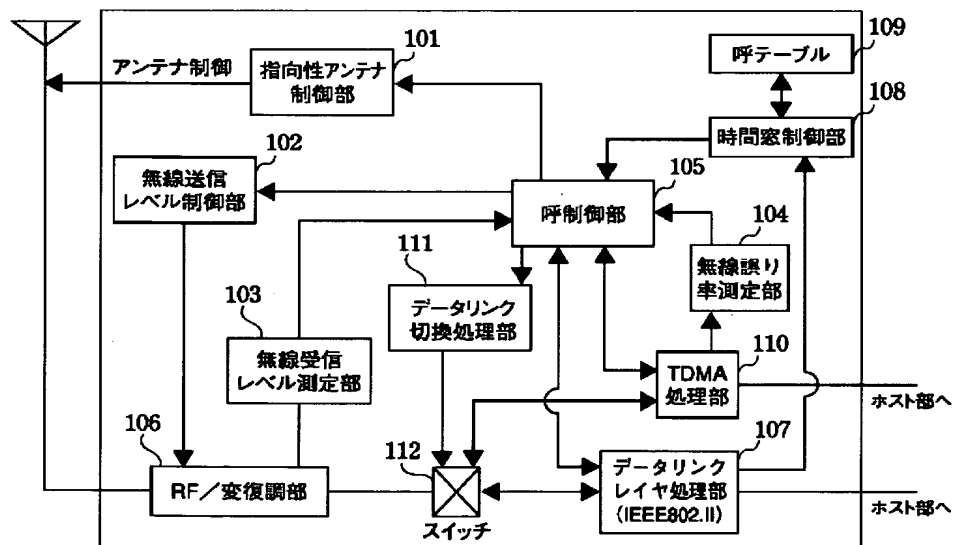 101
109
呼テーブル
アンテナ制御
指向性アンテナ
制御部
108
時間窓制御部
102
無線送信
レベル制御部
105
呼制御部
104
無線誤り
率測定部
111
データリンク
切換処理部
103
無線受信
レベル測定部
110
TDMA
処理部
ホスト部へ
106
RF/変復調部
112
スイッチ
107
データリンク
レイヤ処理部
(IEEE802.II)
ホスト部へ